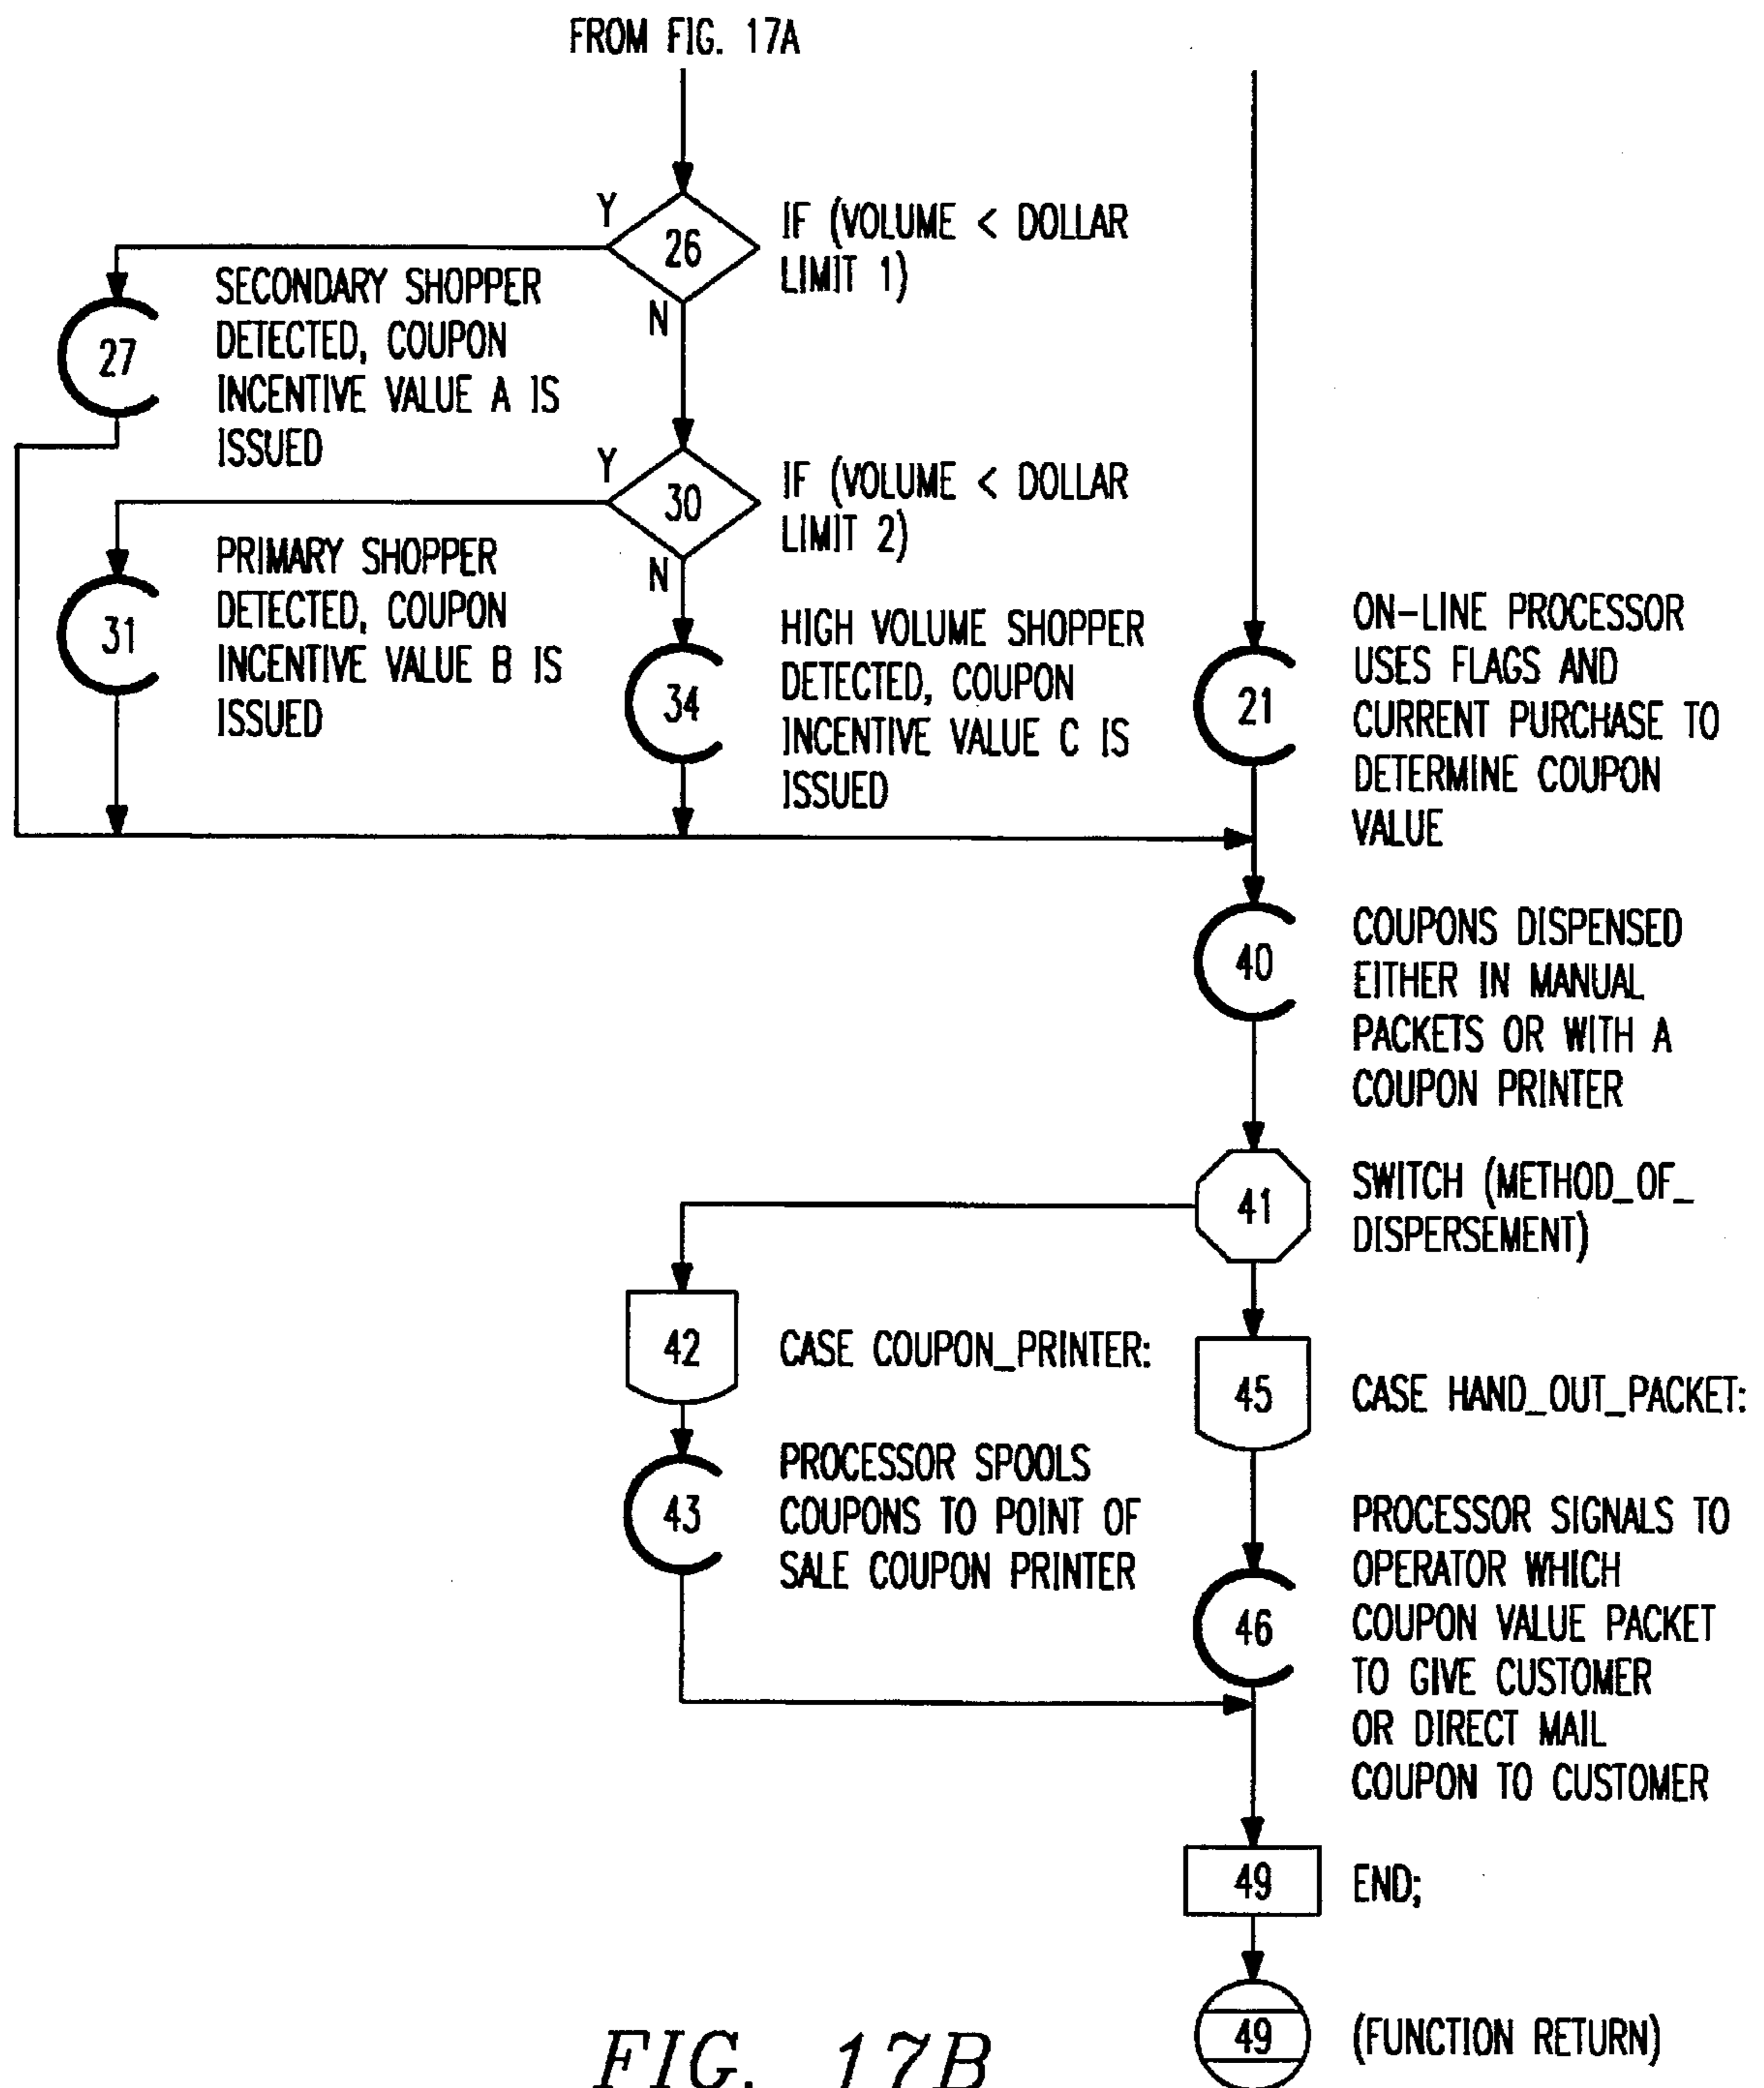 FROM FIG. 17A
Y
26
IF (VOLUME < DOLLAR
LIMIT 1)
N
27
SECONDARY SHOPPER
DETECTED, COUPON
INCENTIVE VALUE A IS
ISSUED
Y
30
IF (VOLUME < DOLLAR
LIMIT 2)
N
31
PRIMARY SHOPPER
DETECTED, COUPON
INCENTIVE VALUE B IS
ISSUED
34
HIGH VOLUME SHOPPER
DETECTED, COUPON
INCENTIVE VALUE C IS
ISSUED
21
ON-LINE PROCESSOR
USES FLAGS AND
CURRENT PURCHASE TO
DETERMINE COUPON
VALUE
40
COUPONS DISPENSED
EITHER IN MANUAL
PACKETS OR WITH A
COUPON PRINTER
41
SWITCH (METHOD_OF_
DISPERSEMENT)
42
CASE COUPON_PRINTER:
45
CASE HAND_OUT_PACKET:
43
PROCESSOR SPOOLS
COUPONS TO POINT OF
SALE COUPON PRINTER
46
PROCESSOR SIGNALS TO
OPERATOR WHICH
COUPON VALUE PACKET
TO GIVE CUSTOMER
OR DIRECT MAIL
COUPON TO CUSTOMER
49
END;
49
(FUNCTION RETURN)
FIG. 17B